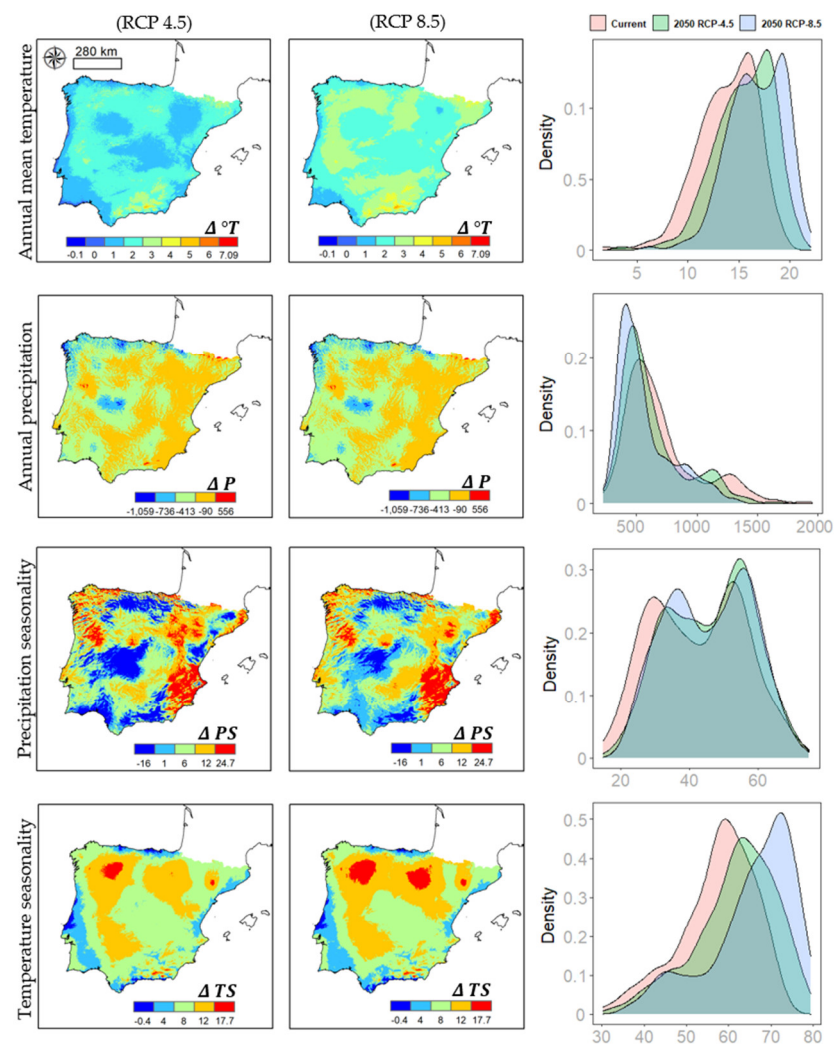 (RCP 4.5)
(RCP 8.5)
Current 2050 RCP-4.5 2050 RCP-8.5
Annual mean temperature
280 km
Δ °T
-0.1 0 1 2 3 4 5 6 7.09
Δ °T
-0.1 0 1 2 3 4 5 6 7.09
Density
0.1
0.5
0
5 10 15 20
Annual precipitation
Δ P
-1,059 -736 -413 -90 556
Δ P
-1,059 -736 -413 -90 556
Density
0.2
0.1
0
500 1000 1500 2000
Precipitation seasonality
Δ PS
-16 1 6 12 24.7
Δ PS
-16 1 6 12 24.7
Density
0.3
0.2
0.1
0
20 40 60
Temperature seasonality
Δ TS
-0.4 4 8 12 17.7
Δ TS
-0.4 4 8 12 17.7
Density
0.5
0.4
0.3
0.2
0.1
0
30 40 50 60 70 80